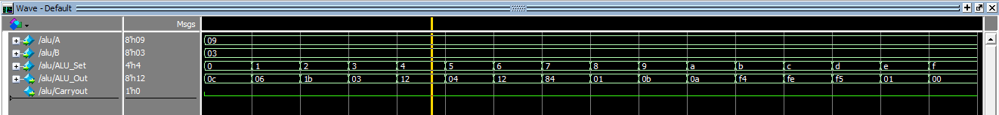 Wave - Default
Msgs
/alu/A 8'h09 09
/alu/B 8'h03 03
/alu/ALU_Set 4'h4 0 1 2 3 4 5 6 7 8 9 a b c d e f
/alu/ALU_Out 8'h12 0c 06 1b 03 12 04 12 84 01 0b 0a f4 fe f5 01 00
/alu/Carryout 1'h0